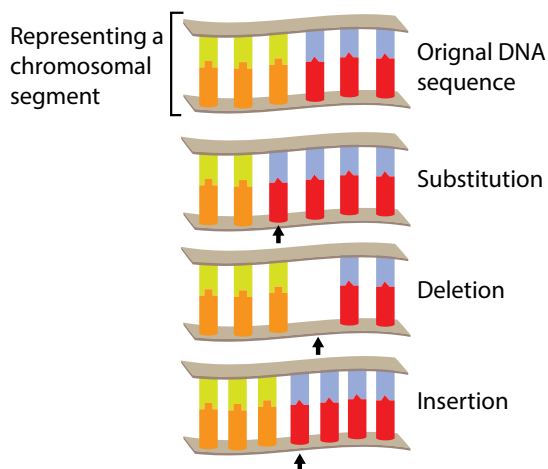 Representing a
chromosomal
segment
Orignal DNA
sequence
Substitution
Deletion
Insertion